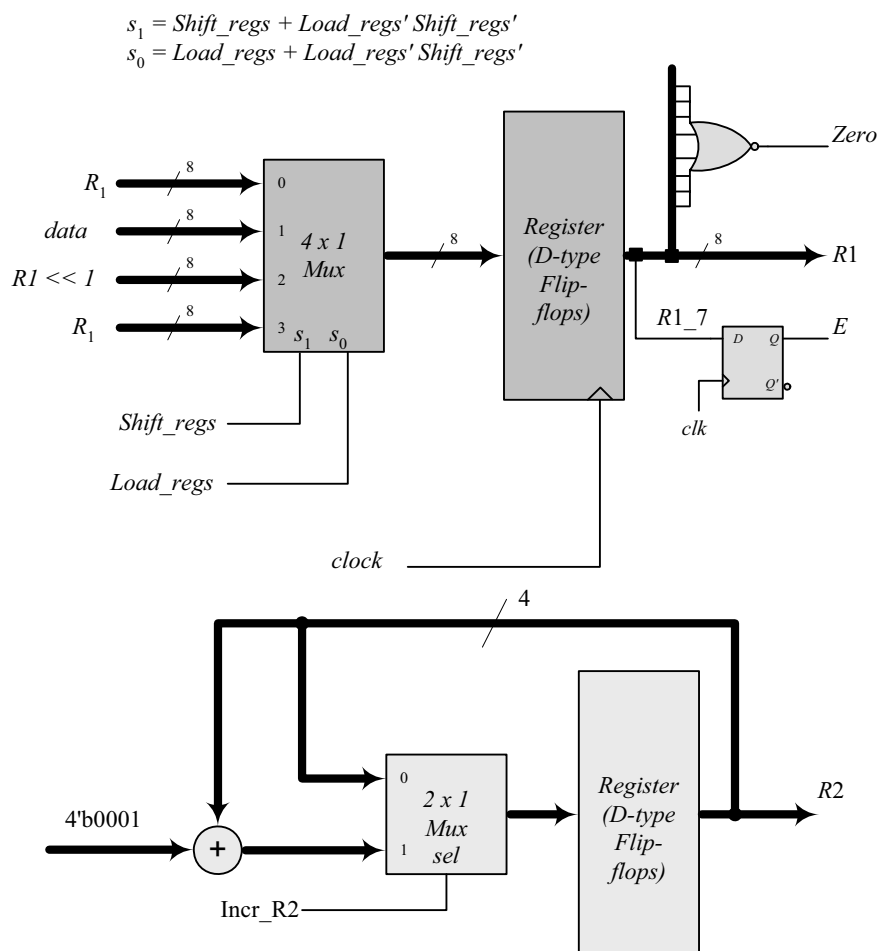 s₁ = Shift_regs + Load_regs' Shift_regs'
s₀ = Load_regs + Load_regs' Shift_regs'
Zero
R₁
8
0
data
8
1
R1 << 1
8
2
R₁
8
3
4 x 1
Mux
s₁ s₀
8
Register
(D-type
Flip-
flops)
8
R1
R1_7
D
Q
Q'
E
clk
Shift_regs
Load_regs
clock
4
0
1
2 x 1
Mux
sel
Register
(D-type
Flip-
flops)
R2
4'b0001
+
Incr_R2